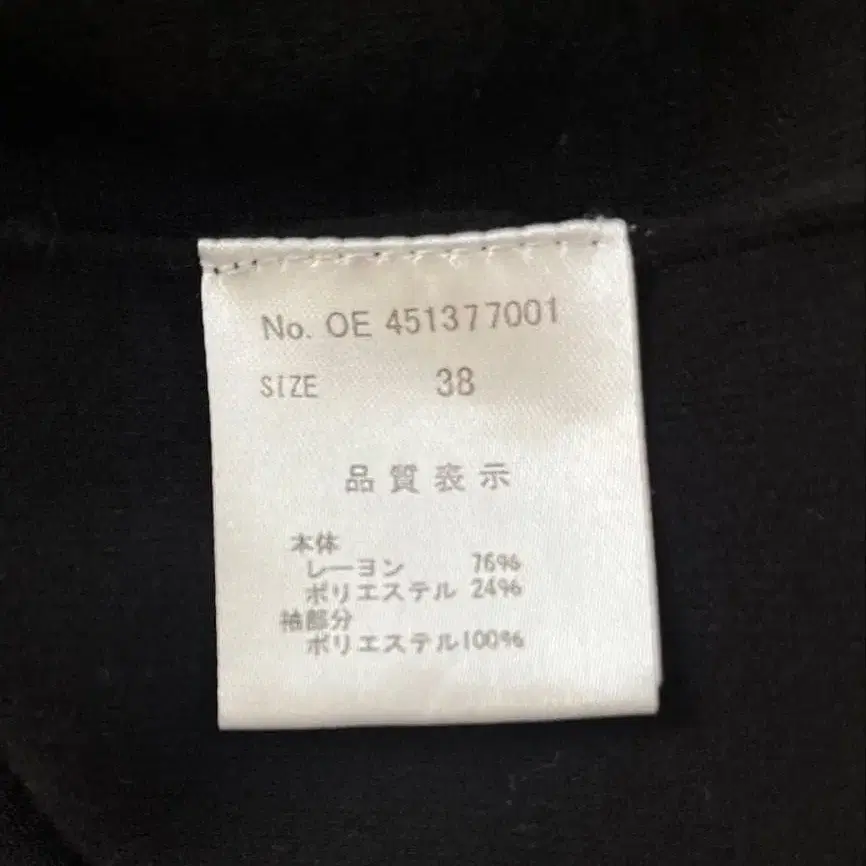 No. OE 451377001
SIZE 38
品質表示
本体
レーヨン 76%
ポリエステル 24%
袖部分
ポリエステル100%